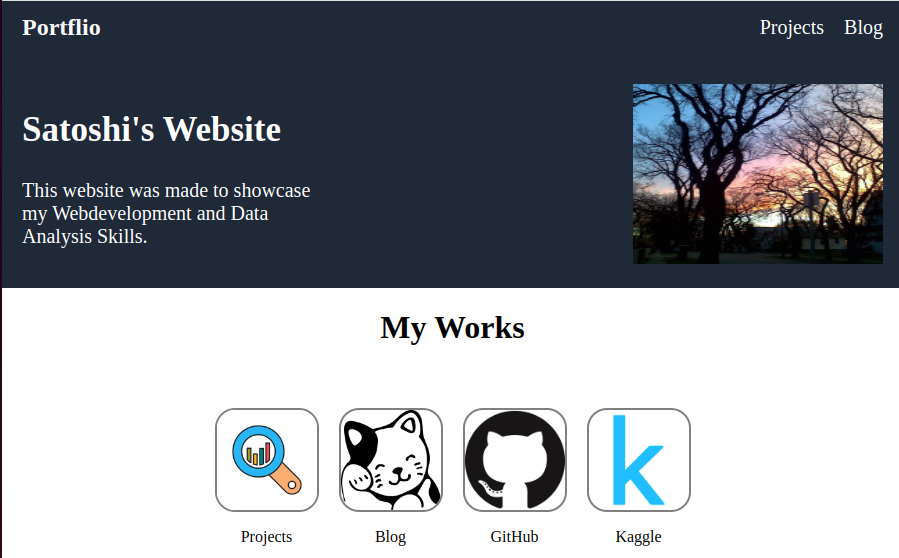 Portflio
Projects Blog
Satoshi's Website
This website was made to showcase
my Webdevelopment and Data
Analysis Skills.
My Works
k
Projects Blog GitHub Kaggle